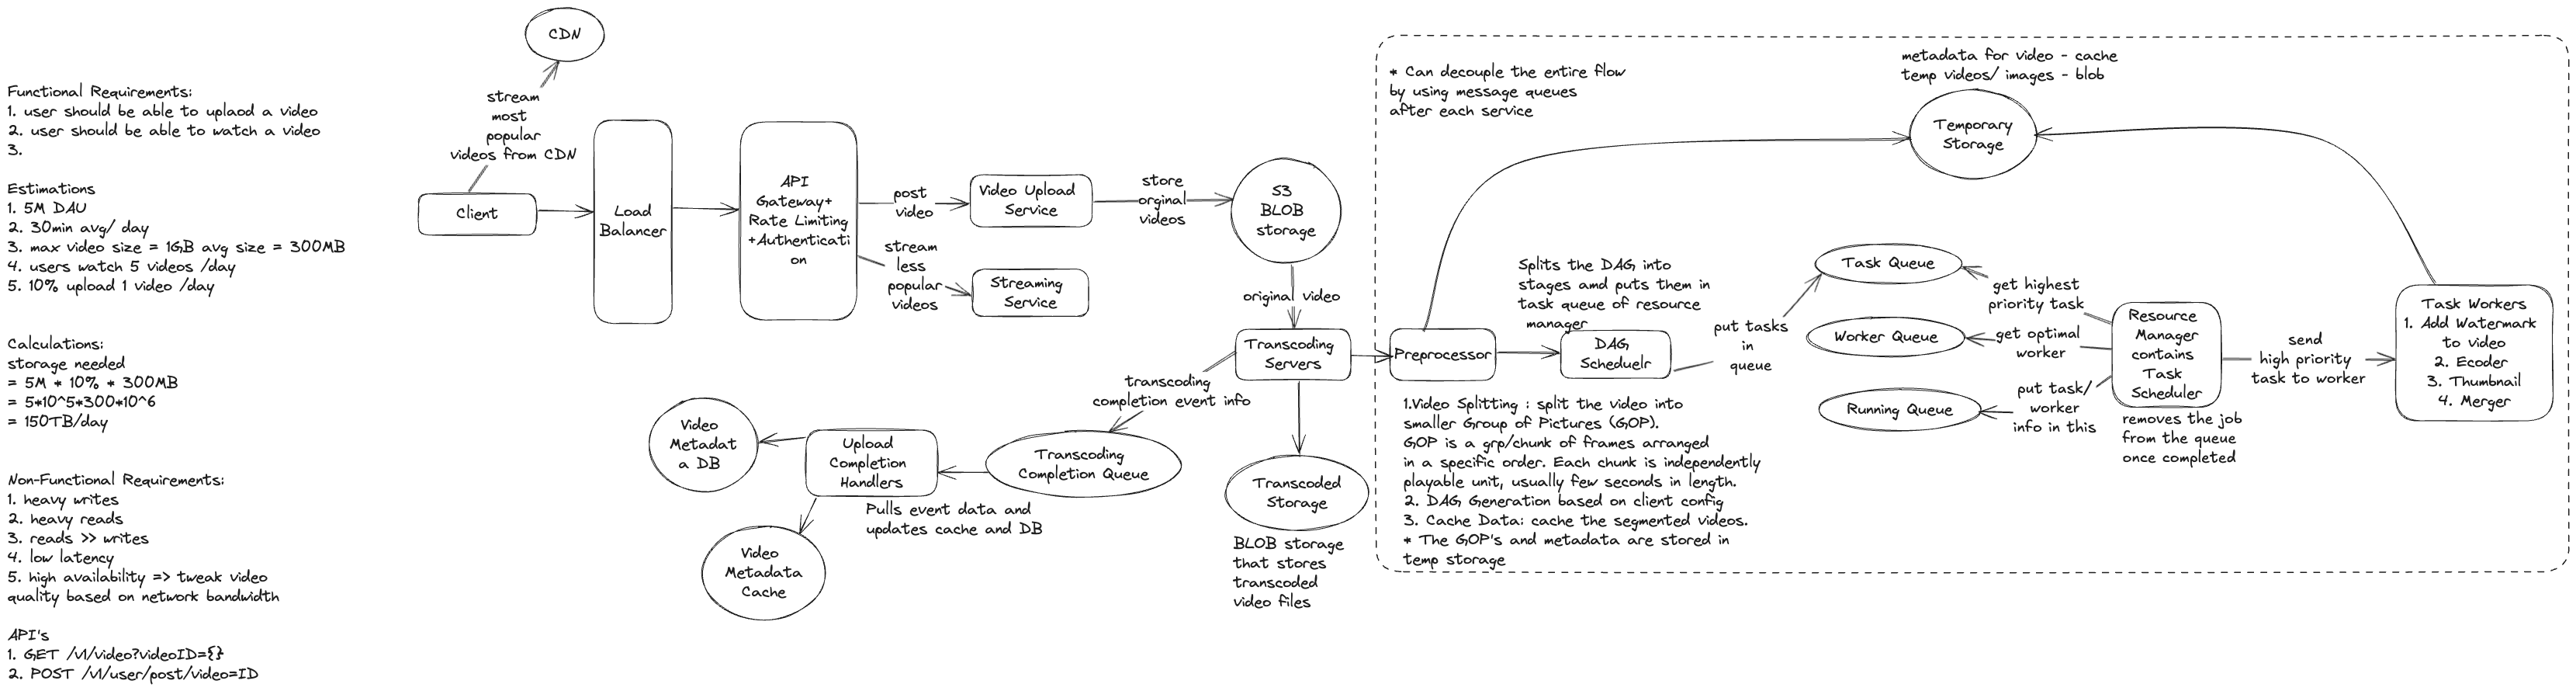 Functional Requirements:
1. user should be able to uplaod a video
2. user should be able to watch a video
3.
Estimations
1. 5M DAU
2. 30min avg/ day
3. max video size = 1GB avg size = 300MB
4. users watch 5 videos /day
5. 10% upload 1 video /day
Calculations:
storage needed
= 5M * 10% * 300MB
= 5*10^5*300*10^6
= 150TB/day
Non-Functional Requirements:
1. heavy writes
2. heavy reads
3. reads >> writes
4. low latency
5. high availability => tweak video
quality based on network bandwidth
API's
1. GET /v1/video?videoID={}
2. POST /v1/user/post/video=ID
CDN
stream
most
popular
videos from CDN
Client
Load
Balancer
API
Gateway+
Rate Limiting
+Authenticati
on
post
video
Video Upload
Service
stream
less
popular
videos
Streaming
Service
store
orginal
videos
S3
BLOB
storage
original video
Transcoding
Servers
transcoding
completion event info
Transcoding
Completion Queue
Upload
Completion
Handlers
Pulls event data and
updates cache and DB
Video
Metadat
a DB
Video
Metadata
Cache
Transcoded
Storage
BLOB storage
that stores
transcoded
video files
* Can decouple the entire flow
by using message queues
after each service
Preprocessor
1.Video Splitting : split the video into
smaller Group of Pictures (GOP).
GOP is a grp/chunk of frames arranged
in a specific order. Each chunk is independently
playable unit, usually few seconds in length.
2. DAG Generation based on client config
3. Cache Data: cache the segmented videos.
* The GOP's and metadata are stored in
temp storage
Splits the DAG into
stages amd puts them in
task queue of resource
manager
DAG
Scheduelr
put tasks
in
queue
metadata for video - cache
temp videos/ images - blob
Temporary
Storage
Task Queue
Worker Queue
Running Queue
get highest
priority task
get optimal
worker
put task/
worker
info in this
Resource
Manager
contains
Task
Scheduler
removes the job
from the queue
once completed
send
high priority
task to worker
Task Workers
1. Add Watermark
to video
2. Ecoder
3. Thumbnail
4. Merger